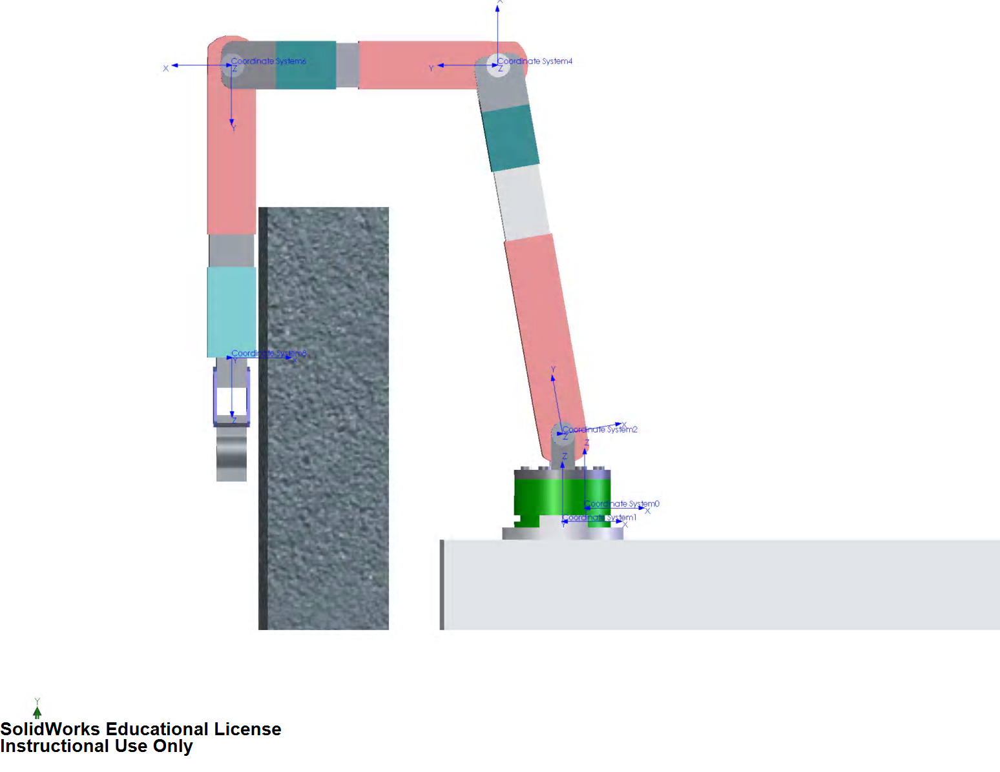 X
Coordinate System6
X
Z
Y
Coordinate System4
Y
Z
Coordinate System8
Y
X
Z
Y
Coordinate System2
X
Z
Z
Z
Coordinate System0
X
Coordinate System1
Y
X
Y
SolidWorks Educational License
Instructional Use Only